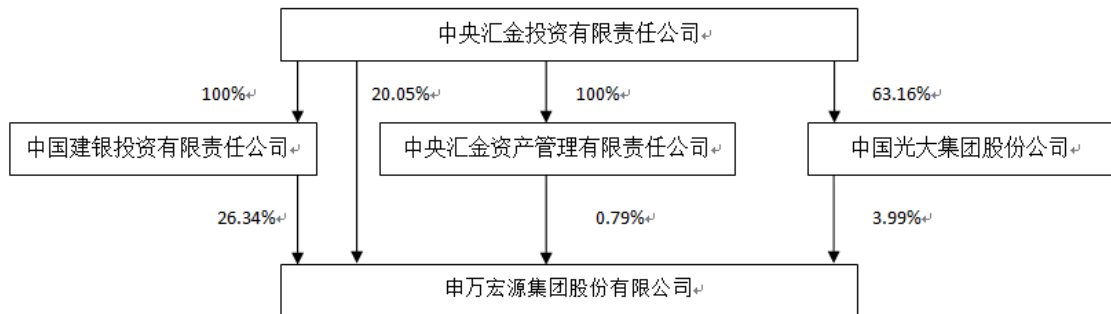 中央汇金投资有限责任公司
100% 20.05% 100% 63.16%
中国建银投资有限责任公司 中央汇金资产管理有限责任公司 中国光大集团股份公司
26.34% 0.79% 3.99%
申万宏源集团股份有限公司